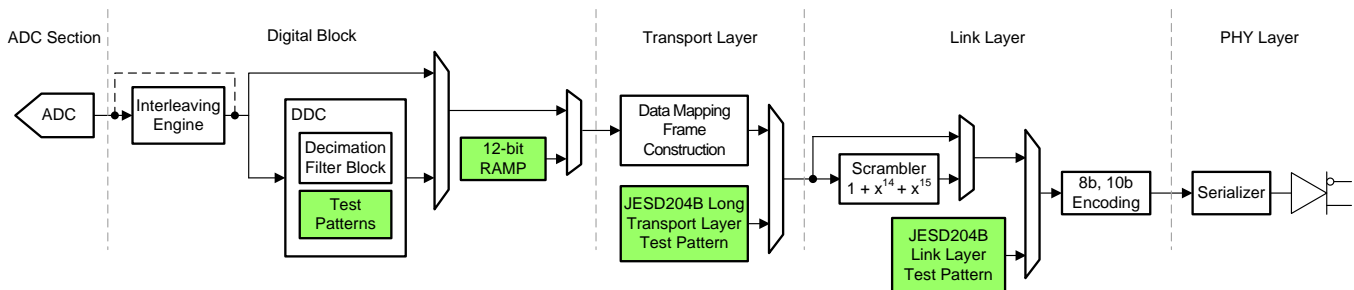 ADC Section
Digital Block
Transport Layer
Link Layer
PHY Layer
ADC
Interleaving
Engine
DDC
Decimation
Filter Block
Test
Patterns
12-bit
RAMP
Data Mapping
Frame
Construction
JESD204B Long
Transport Layer
Test Pattern
Scrambler
1 + x¹⁴ + x¹⁵
JESD204B
Link Layer
Test Pattern
8b, 10b
Encoding
Serializer